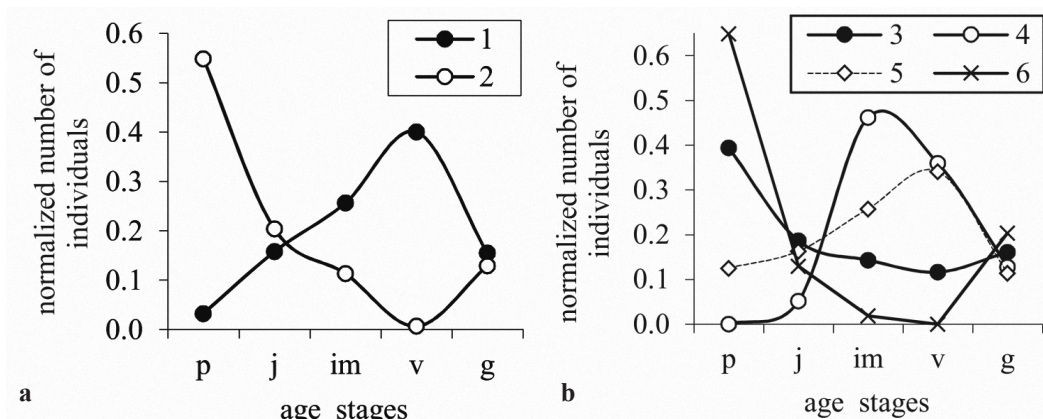 0.6
0.5
0.4
0.3
0.2
0.1
0.0
normalized number of
individuals
p j im v g
age stages
1
2
a
0.6
0.5
0.4
0.3
0.2
0.1
0.0
normalized number of
individuals
p j im v g
age stages
3 4
5 6
b